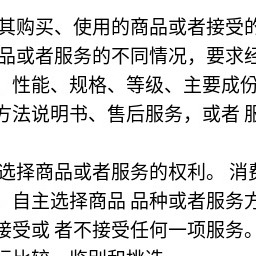 其购买、使用的商品或者接受的
品或者服务的不同情况，要求经
、性能、规格、等级、主要成份
方法说明书、售后服务，或者 服
选择商品或者服务的权利。 消费
，自主选择商品 品种或者服务方
接受或 者不接受任何一项服务。
行比较、鉴别和挑选